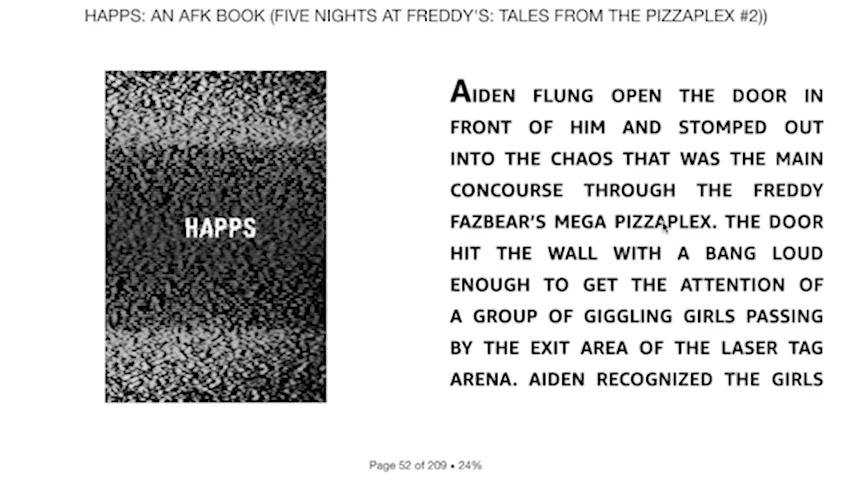 HAPPS: AN AFK BOOK (FIVE NIGHTS AT FREDDY'S: TALES FROM THE PIZZAPLEX #2))
HAPPS
AIDEN FLUNG OPEN THE DOOR IN
FRONT OF HIM AND STOMPED OUT
INTO THE CHAOS THAT WAS THE MAIN
CONCOURSE THROUGH THE FREDDY
FAZBEAR'S MEGA PIZZAPLEX. THE DOOR
HIT THE WALL WITH A BANG LOUD
ENOUGH TO GET THE ATTENTION OF
A GROUP OF GIGGLING GIRLS PASSING
BY THE EXIT AREA OF THE LASER TAG
ARENA. AIDEN RECOGNIZED THE GIRLS
Page 52 of 209 • 24%